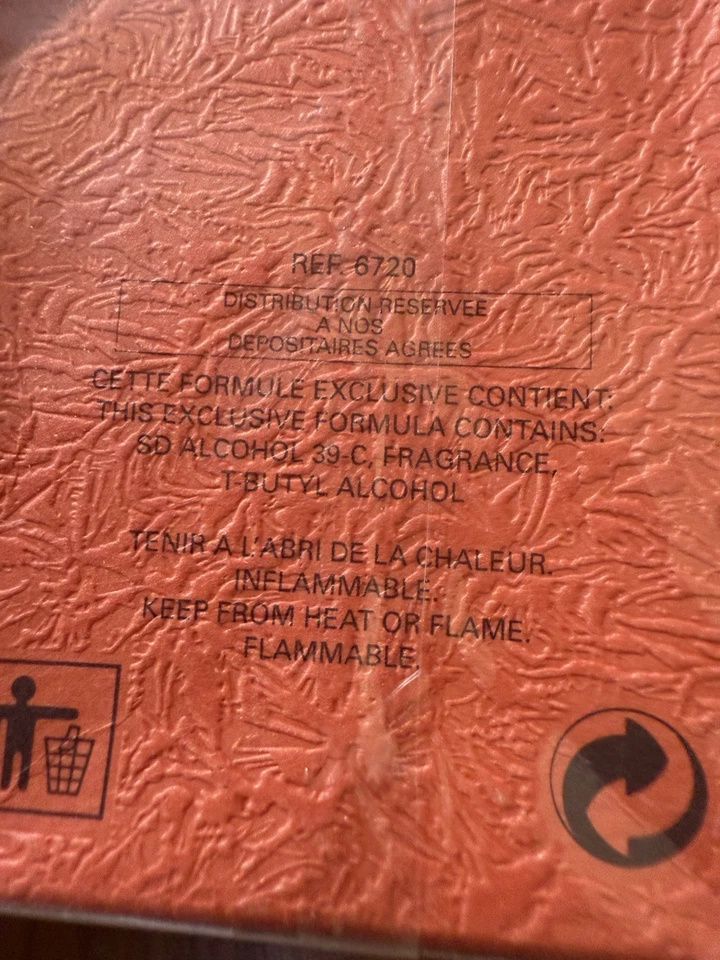 REF. 6720
DISTRIBUTION RESERVEE
A NOS
DEPOSITAIRES AGREES
CETTE FORMULE EXCLUSIVE CONTIENT:
THIS EXCLUSIVE FORMULA CONTAINS:
SD ALCOHOL 39-C, FRAGRANCE,
T-BUTYL ALCOHOL
TENIR A L'ABRI DE LA CHALEUR.
INFLAMMABLE.
KEEP FROM HEAT OR FLAME.
FLAMMABLE.